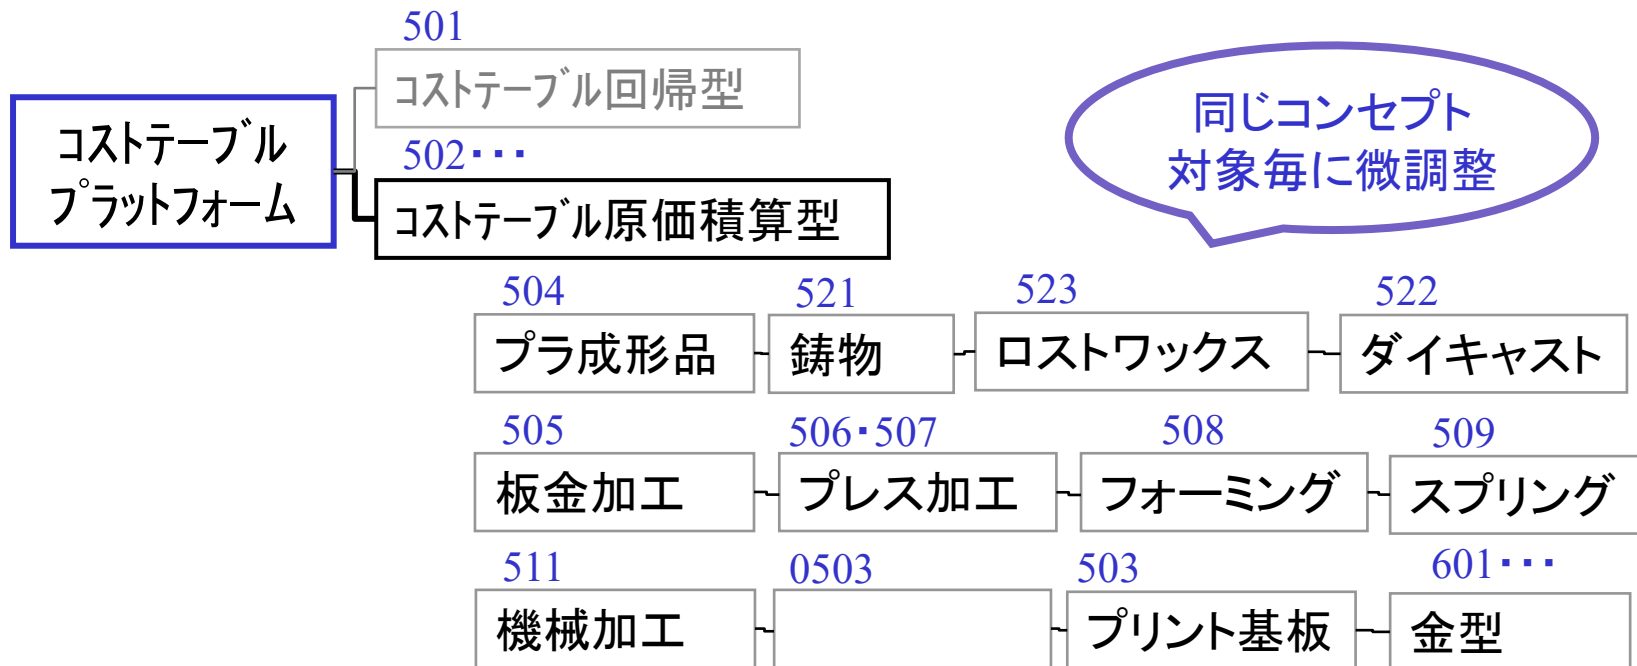 501
コストテーブル回帰型
コストテーブル
プラットフォーム
502・・・
コストテーブル原価積算型
同じコンセプト
対象毎に微調整
504 521 523 522
プラ成形品 鋳物 ロストワックス ダイキャスト
505 506・507 508 509
板金加工 プレス加工 フォーミング スプリング
511 0503 503 601・・・
機械加工 プリント基板 金型